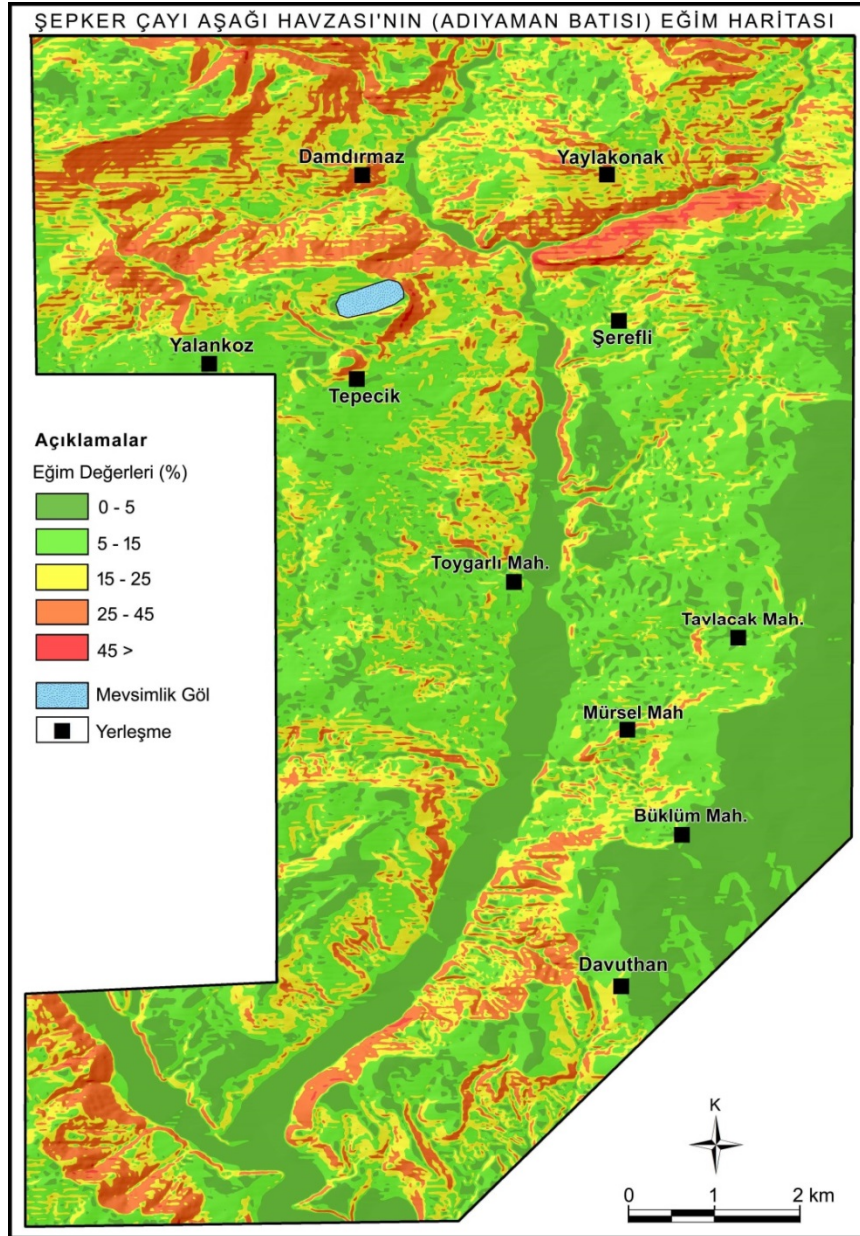 ŞEPKER ÇAYI AŞAĞI HAVZASI'NIN (ADIYAMAN BATISI) EĞİM HARİTASI
Damdırmaz
Yaylakonak
Şerefli
Yalankoz
Tepecik
Açıklamalar
Eğim Değerleri (%)
0 - 5
5 - 15
15 - 25
25 - 45
45 >
Mevsimlik Göl
Yerleşme
Toygarlı Mah.
Tavlacak Mah.
Mürsel Mah
Büklüm Mah.
Davuthan
K
0 1 2 km